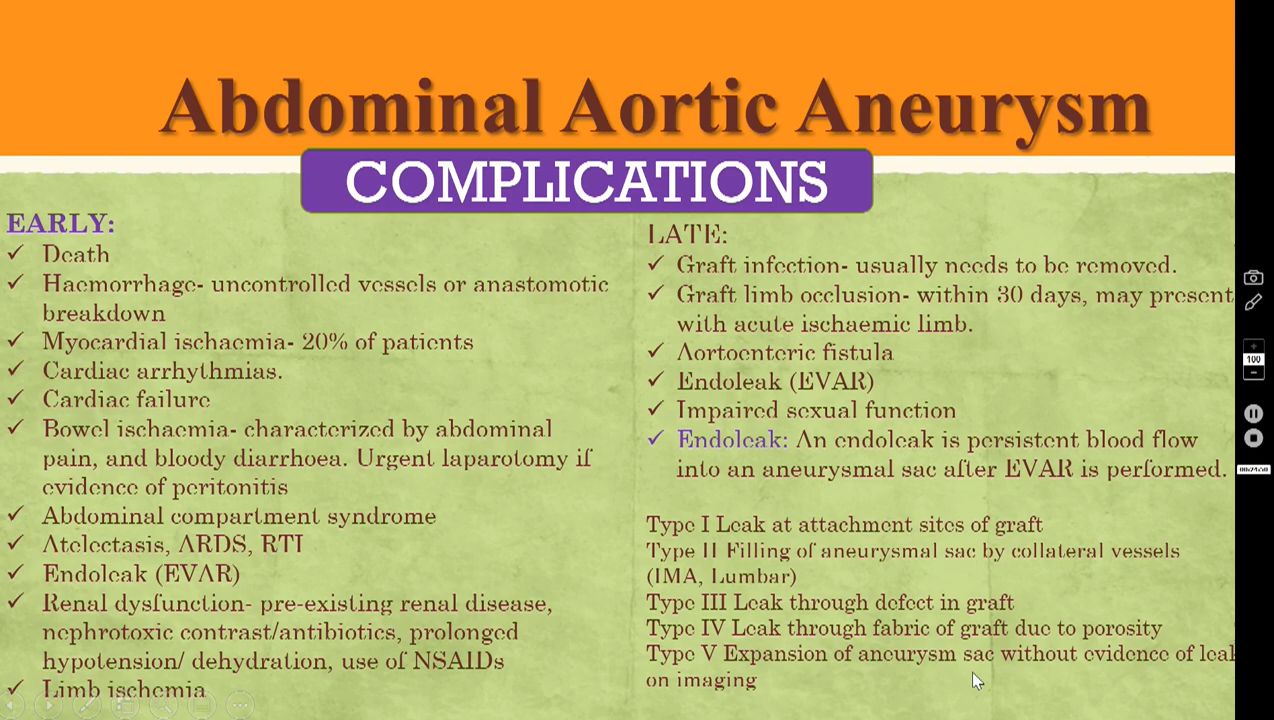 Abdominal Aortic Aneurysm
COMPLICATIONS
EARLY:
✓ Death
✓ Haemorrhage- uncontrolled vessels or anastomotic
breakdown
✓ Myocardial ischaemia- 20% of patients
✓ Cardiac arrhythmias.
✓ Cardiac failure
✓ Bowel ischaemia- characterized by abdominal
pain, and bloody diarrhoea. Urgent laparotomy if
evidence of peritonitis
✓ Abdominal compartment syndrome
✓ Atelectasis, ARDS, RTI
✓ Endoleak (EVAR)
✓ Renal dysfunction- pre-existing renal disease,
nephrotoxic contrast/antibiotics, prolonged
hypotension/ dehydration, use of NSAIDs
✓ Limb ischemia
LATE:
✓ Graft infection- usually needs to be removed.
✓ Graft limb occlusion- within 30 days, may present
with acute ischaemic limb.
✓ Aortoenteric fistula
✓ Endoleak (EVAR)
✓ Impaired sexual function
✓ Endoleak: An endoleak is persistent blood flow
into an aneurysmal sac after EVAR is performed.
Type I Leak at attachment sites of graft
Type II Filling of aneurysmal sac by collateral vessels
(IMA, Lumbar)
Type III Leak through defect in graft
Type IV Leak through fabric of graft due to porosity
Type V Expansion of aneurysm sac without evidence of leak
on imaging
100